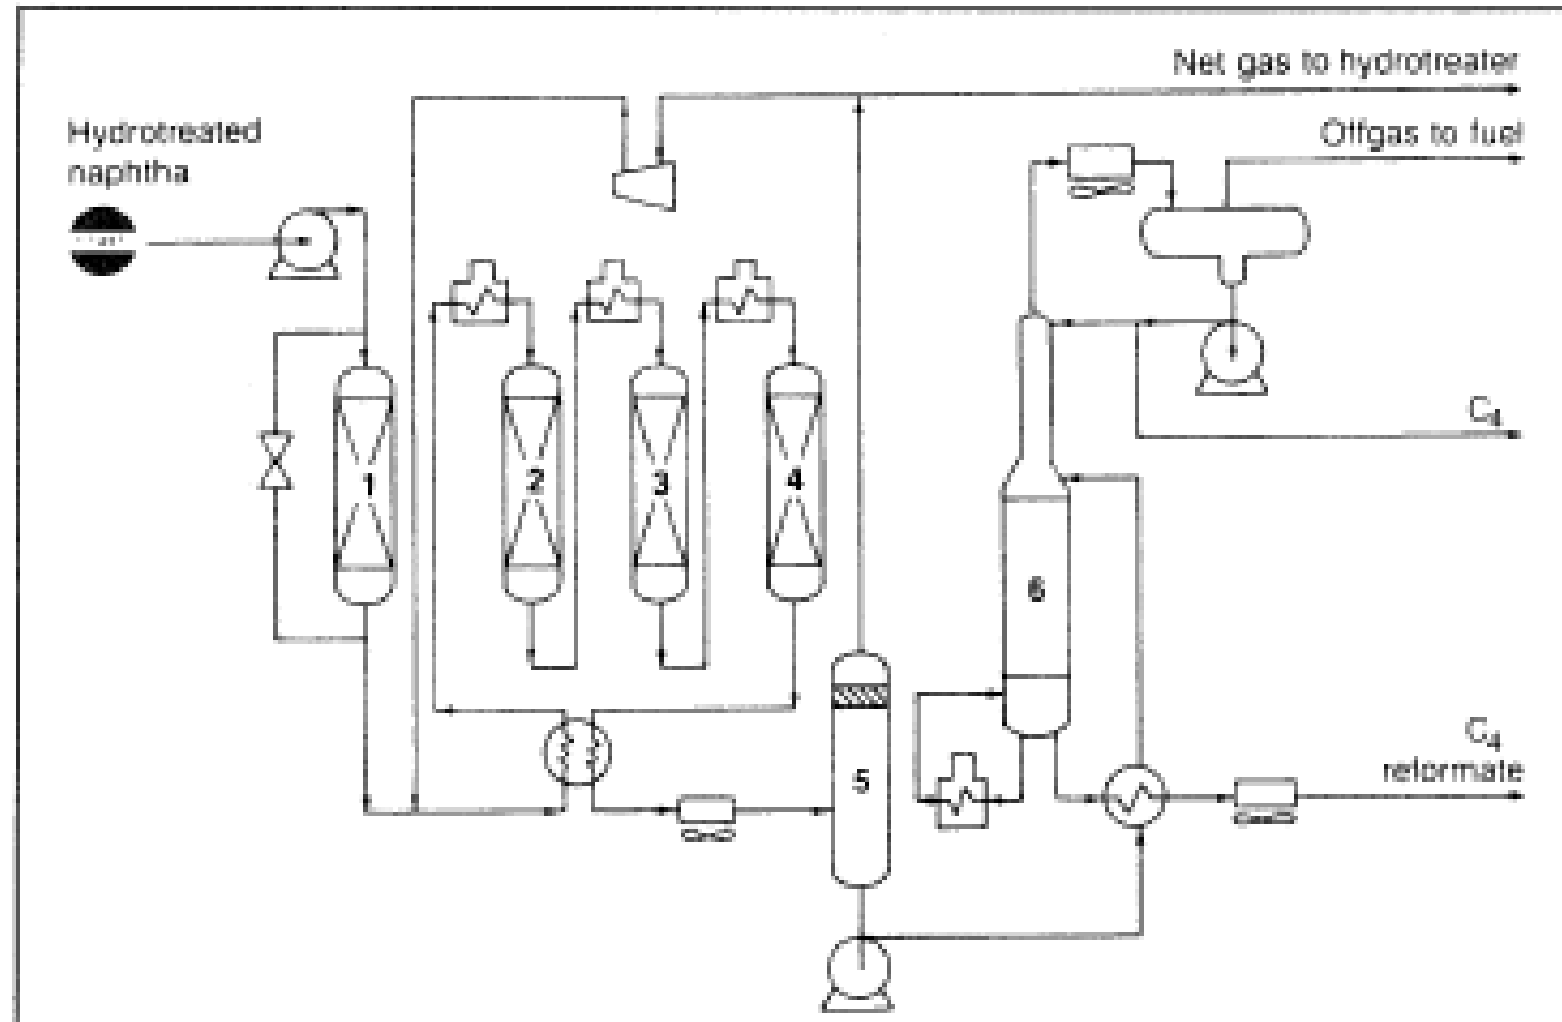 Net gas to hydrotreater
Offgas to fuel
Hydrotreated
naphtha
1
2
3
4
5
6
C4
C4
reformate